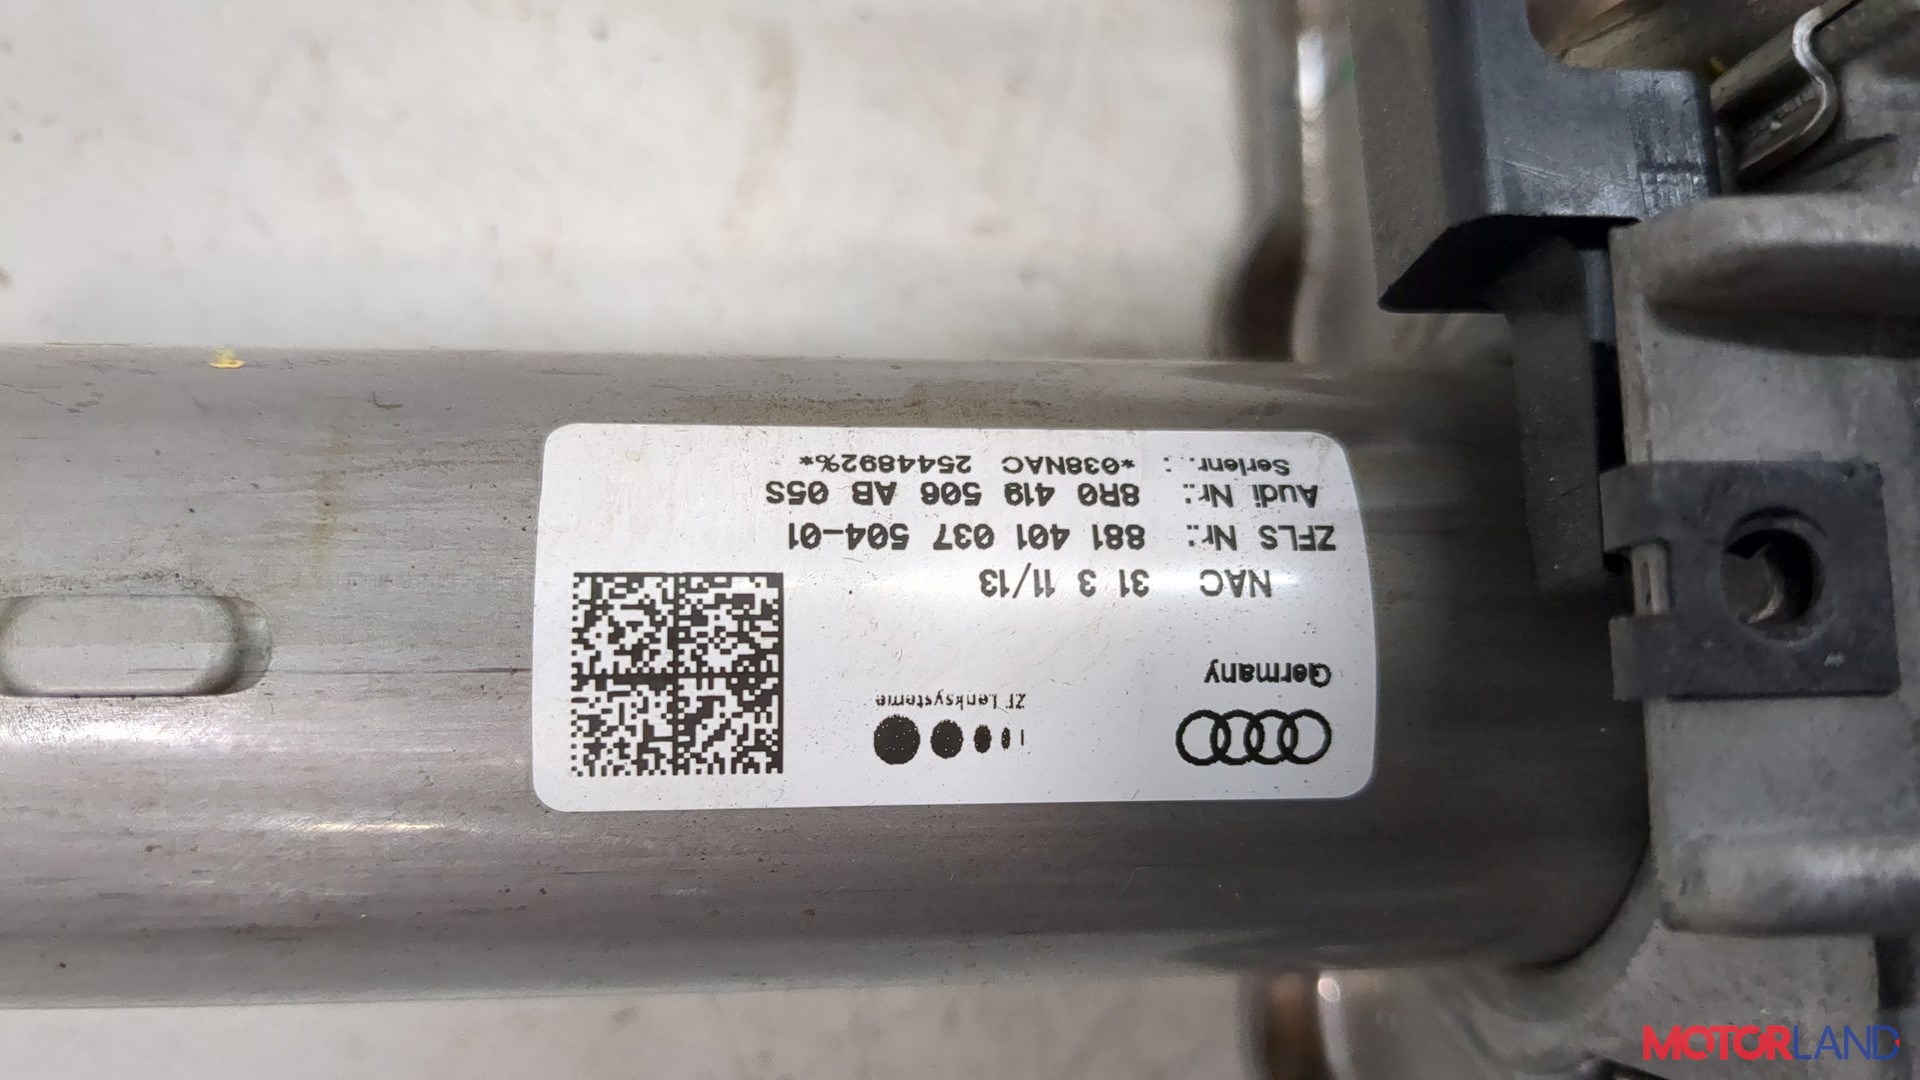 Germany
ZF Lenksysteme
NAC 31 3 11/13
ZFLS Nr.: 881 401 037 504-01
Audi Nr.: 8R0 419 506 AB 05S
Serienr.: *038NAC 2544892%*
MOTORLAND